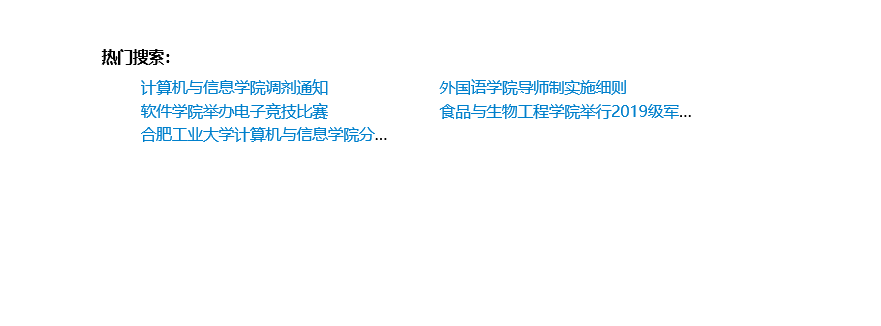 热门搜索：
计算机与信息学院调剂通知
外国语学院导师制实施细则
软件学院举办电子竞技比赛
食品与生物工程学院举行2019级军...
合肥工业大学计算机与信息学院分...